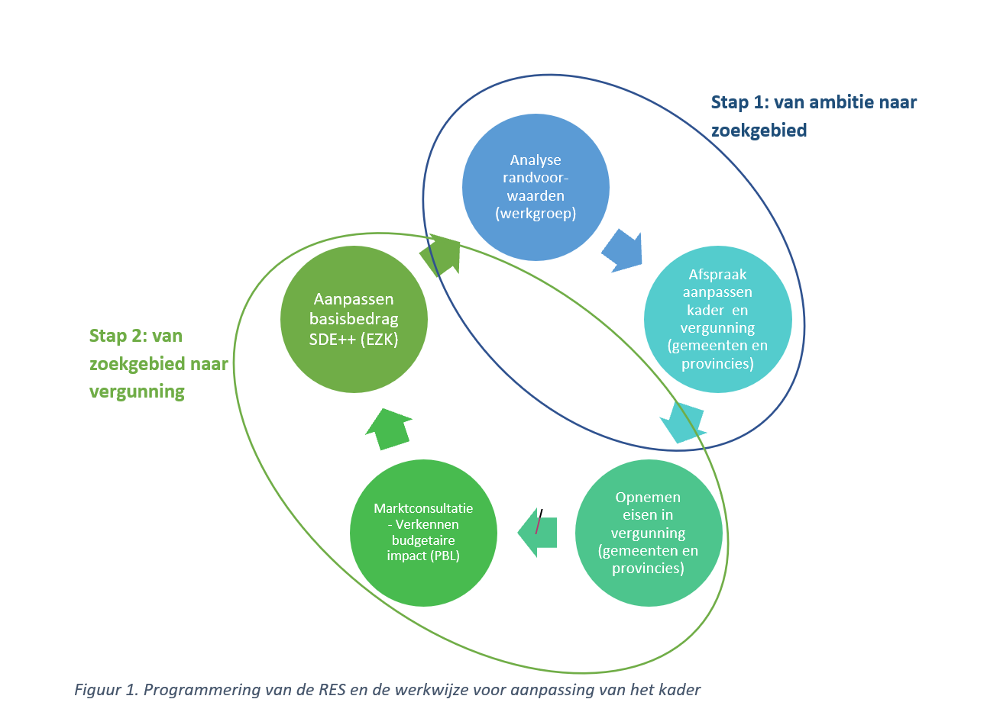 Stap 1: van ambitie naar
zoekgebied
Analyse
randvoor-
waarden
(werkgroep)
Afspraak
aanpassen
kader en
vergunning
(gemeenten en
provincies)
Aanpassen
basisbedrag
SDE++ (EZK)
Stap 2: van
zoekgebied naar
vergunning
Marktconsultatie
- Verkennen
budgetaire
impact (PBL)
Opnemen
eisen in
vergunning
(gemeenten en
provincies)
Figuur 1. Programmering van de RES en de werkwijze voor aanpassing van het kader